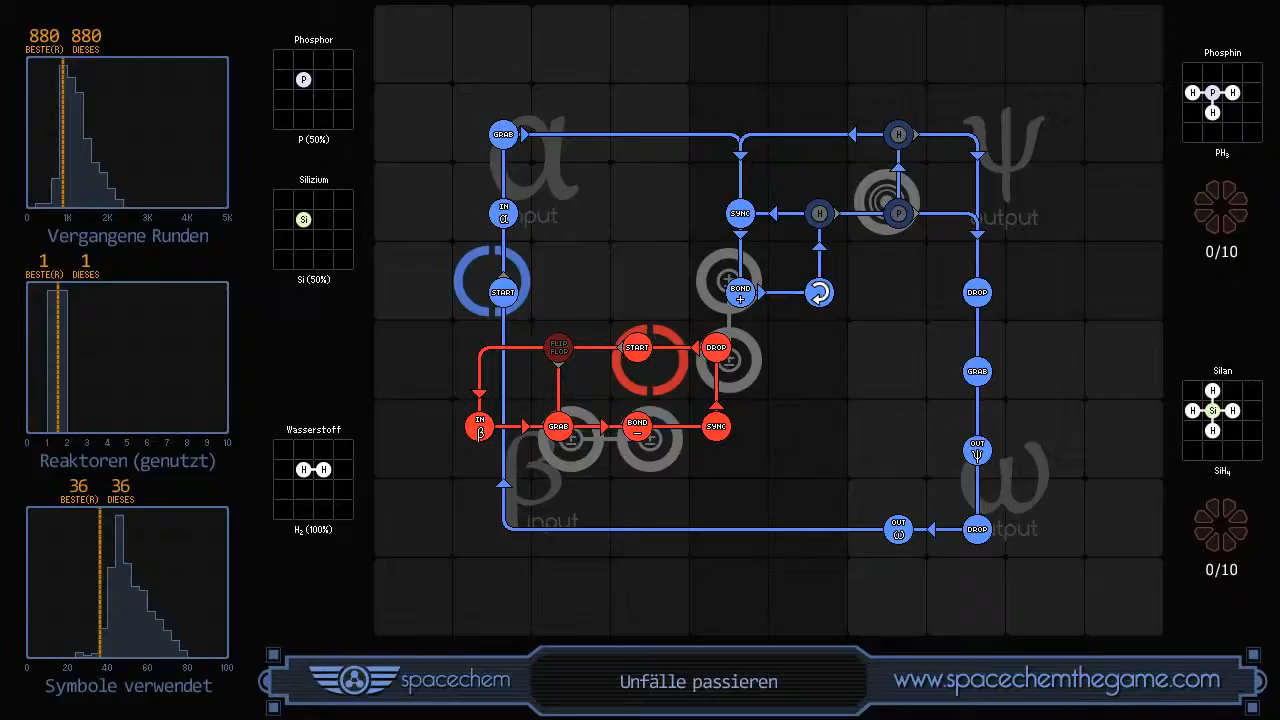 880 880
BESTE(R) DIESES
0 1K 2K 3K 4K 5K
Vergangene Runden
1 1
BESTE(R) DIESES
0 1 2 3 4 5 6 7 8 9 10
Reaktoren (genutzt)
36 36
BESTE(R) DIESES
0 20 40 60 80 100
Symbole verwendet
Phosphor
P
P (50%)
Silizium
Si
Si (50%)
Wasserstoff
H H
H₂ (100%)
α
input
β
input
ψ
output
ω
output
GRAB
H
IN
α
SYNC
H
P
START
BOND
+
DROP
FLIP
FLOP
START
DROP
GRAB
IN
β
GRAB
BOND
−
SYNC
OUT
ψ
OUT
ω
DROP
Phosphin
H P H
H
PH₃
0/10
Silan
H
H Si H
H
SiH₄
0/10
spacechem
Unfälle passieren
www.spacechemthegame.com